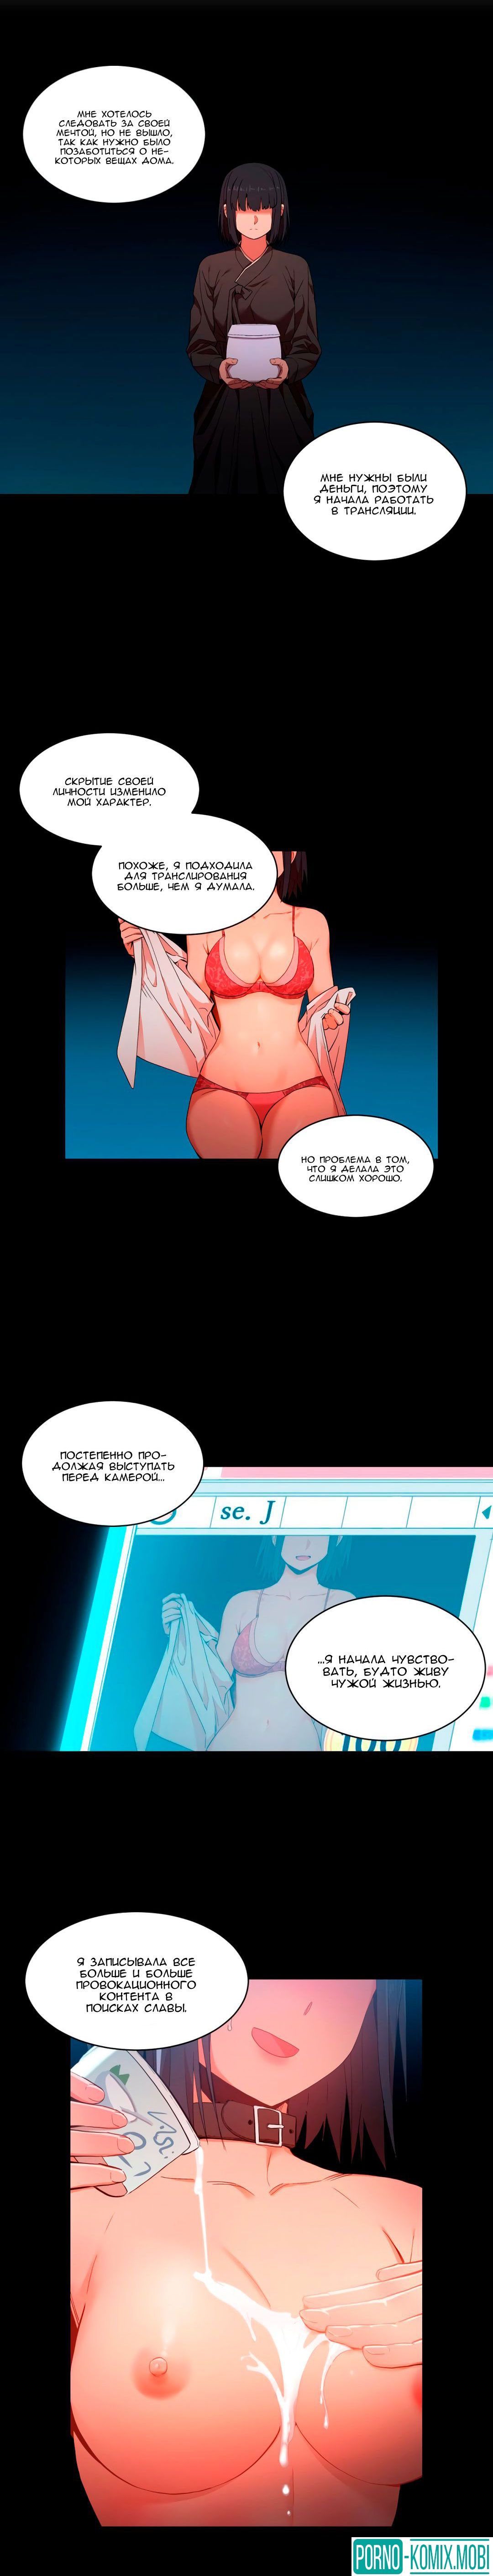 МНЕ ХОТЕЛОСЬ
СЛЕДОВАТЬ ЗА СВОЕЙ
МЕЧТОЙ, НО НЕ ВЫШЛО,
ТАК КАК НУЖНО БЫЛО
ПОЗАБОТИТЬСЯ О НЕ-
КОТОРЫХ ВЕЩАХ ДОМА.
МНЕ НУЖНЫ БЫЛИ
ДЕНЬГИ, ПОЭТОМУ
Я НАЧАЛА РАБОТАТЬ
В ТРАНСЛЯЦИИ.
СКРЫТИЕ СВОЕЙ
ЛИЧНОСТИ ИЗМЕНИЛО
МОЙ ХАРАКТЕР.
ПОХОЖЕ, Я ПОДХОДИЛА
ДЛЯ ТРАНСЛИРОВАНИЯ
БОЛЬШЕ, ЧЕМ Я ДУМАЛА.
НО ПРОБЛЕМА В ТОМ,
ЧТО Я ДЕЛАЛА ЭТО
СЛИШКОМ ХОРОШО.
ПОСТЕПЕННО ПРО-
ДОЛЖАЯ ВЫСТУПАТЬ
ПЕРЕД КАМЕРОЙ...
se. J
...Я НАЧАЛА ЧУВСТВО-
ВАТЬ, БУДТО ЖИВУ
ЧУЖОЙ ЖИЗНЬЮ.
100
Я ЗАПИСЫВАЛА ВСЕ
БОЛЬШЕ И БОЛЬШЕ
ПРОВОКАЦИОННОГО
КОНТЕНТА В
ПОИСКАХ СЛАВЫ.
PORNO-KOMIX.MOBI